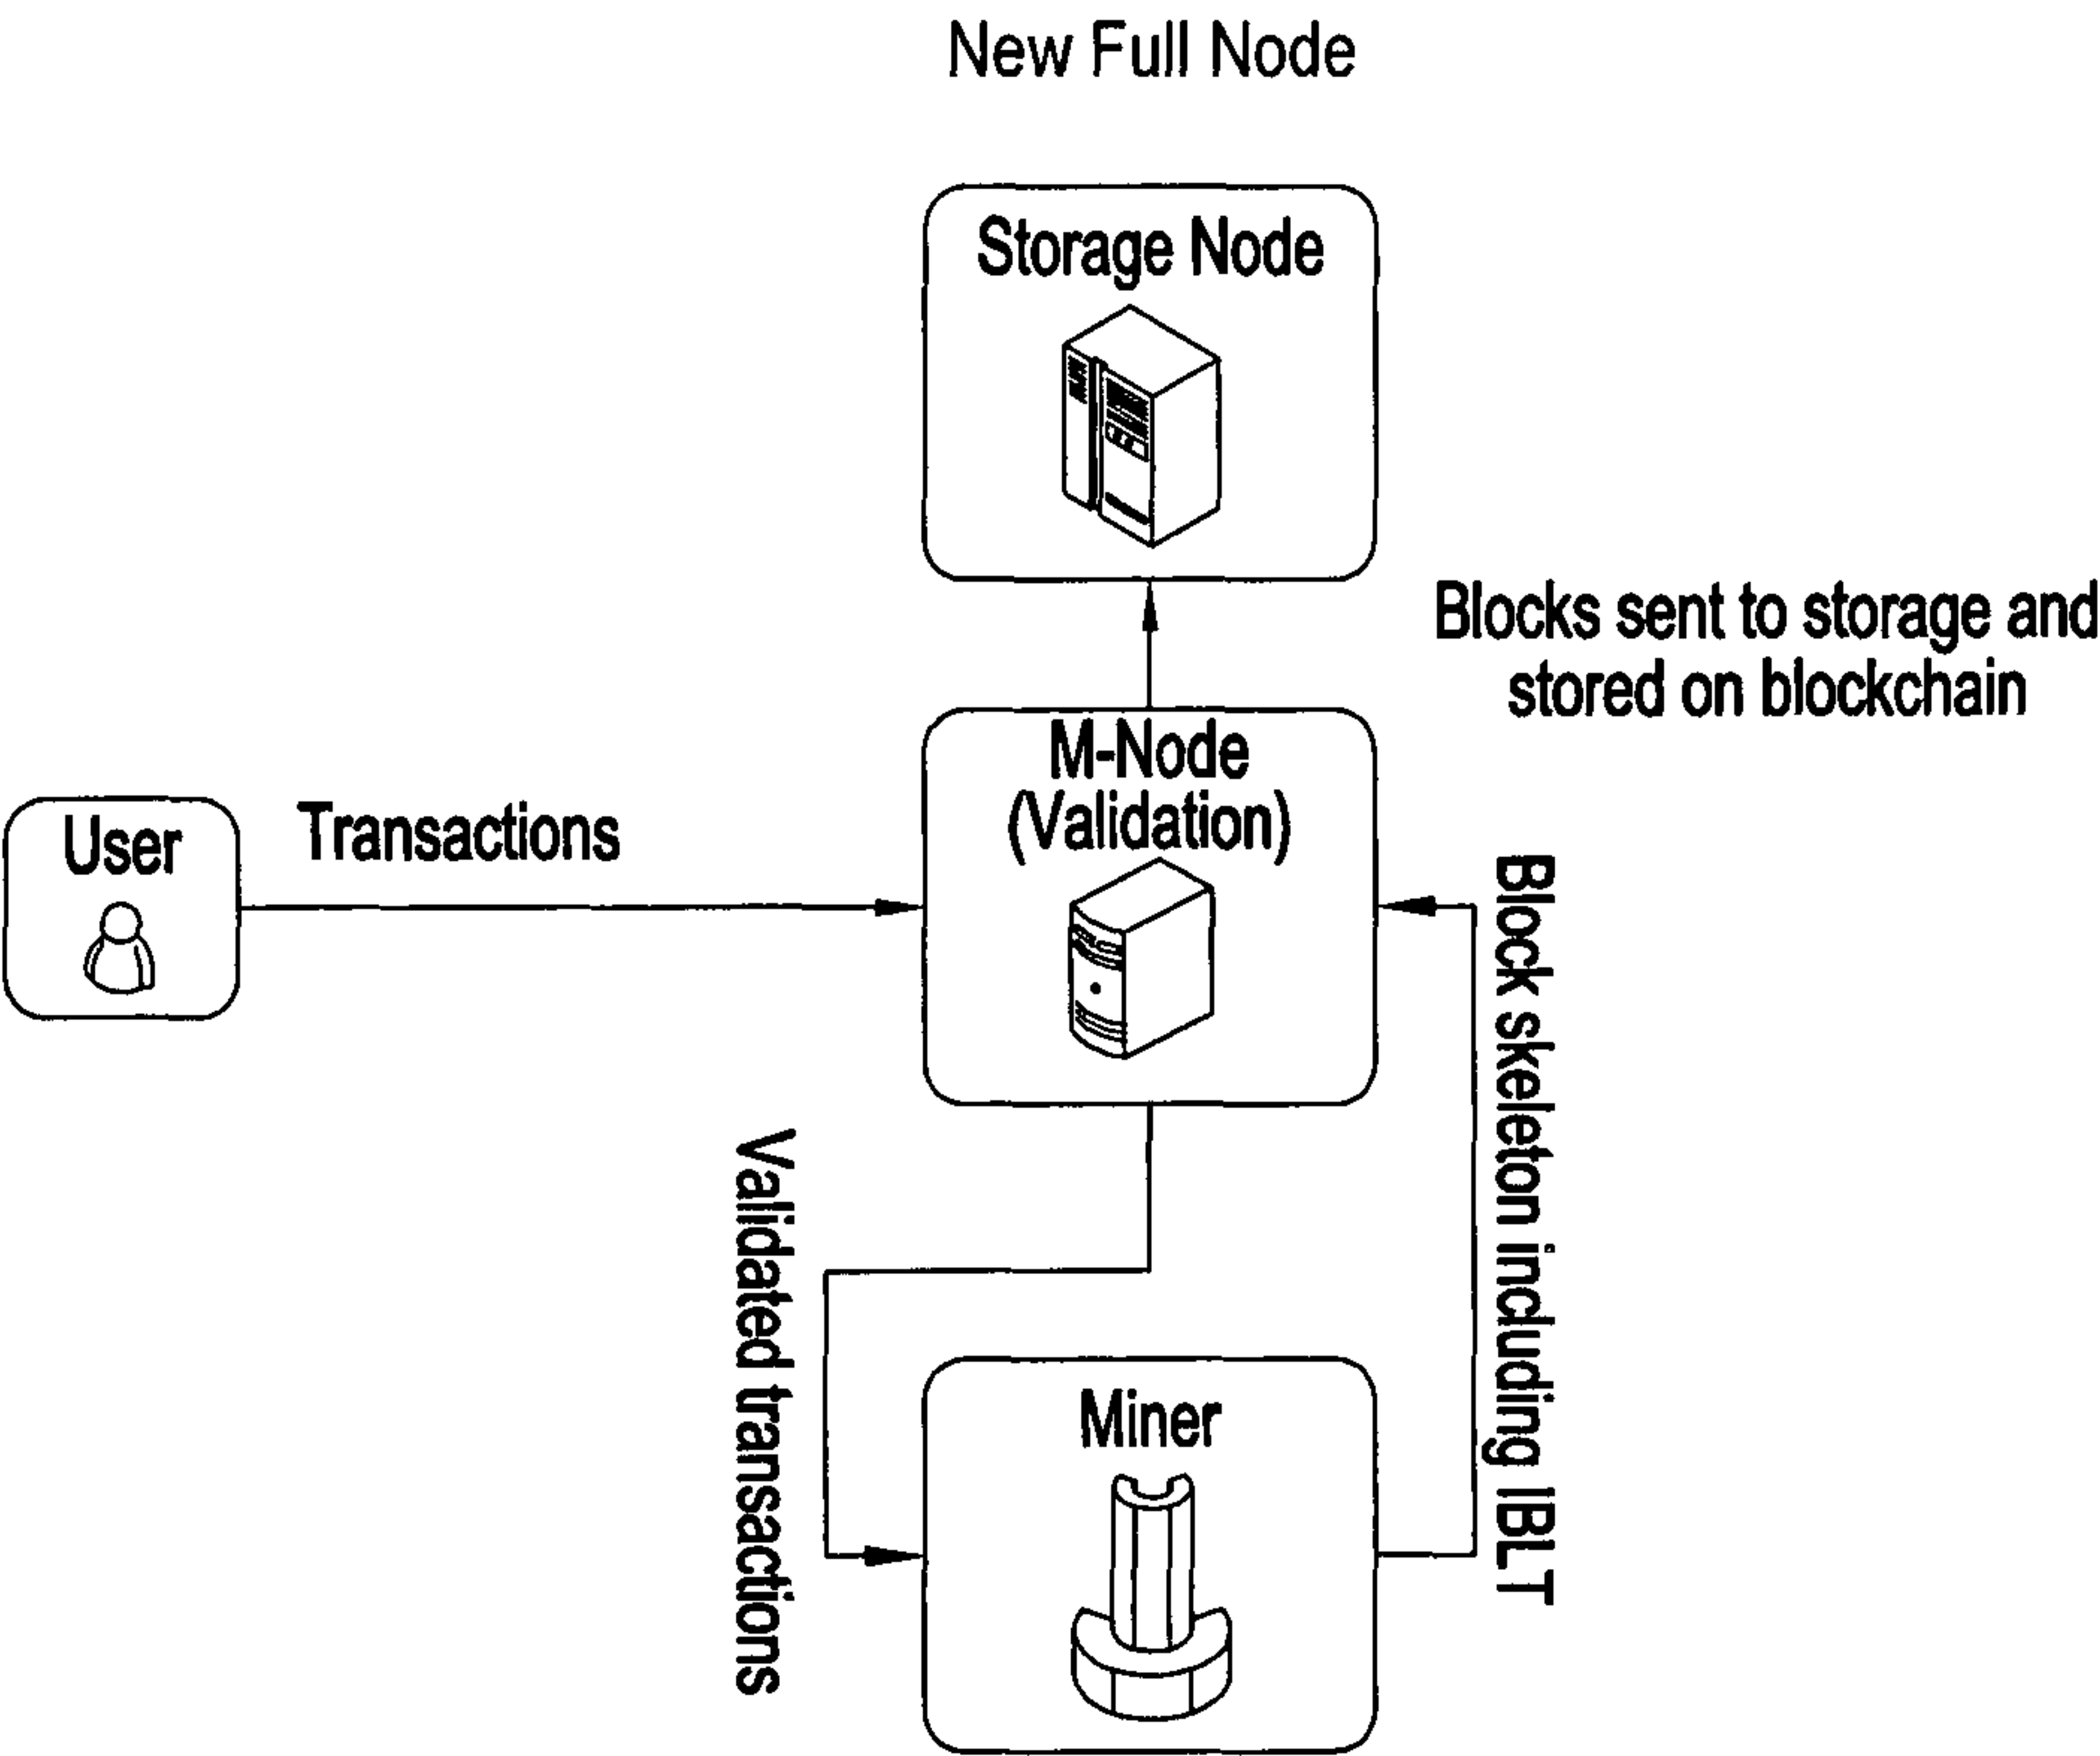 New Full Node
Storage Node
Blocks sent to storage and
stored on blockchain
M-Node
(Validation)
User
Transactions
Validated transactions
Block skeleton including IBLT
Miner